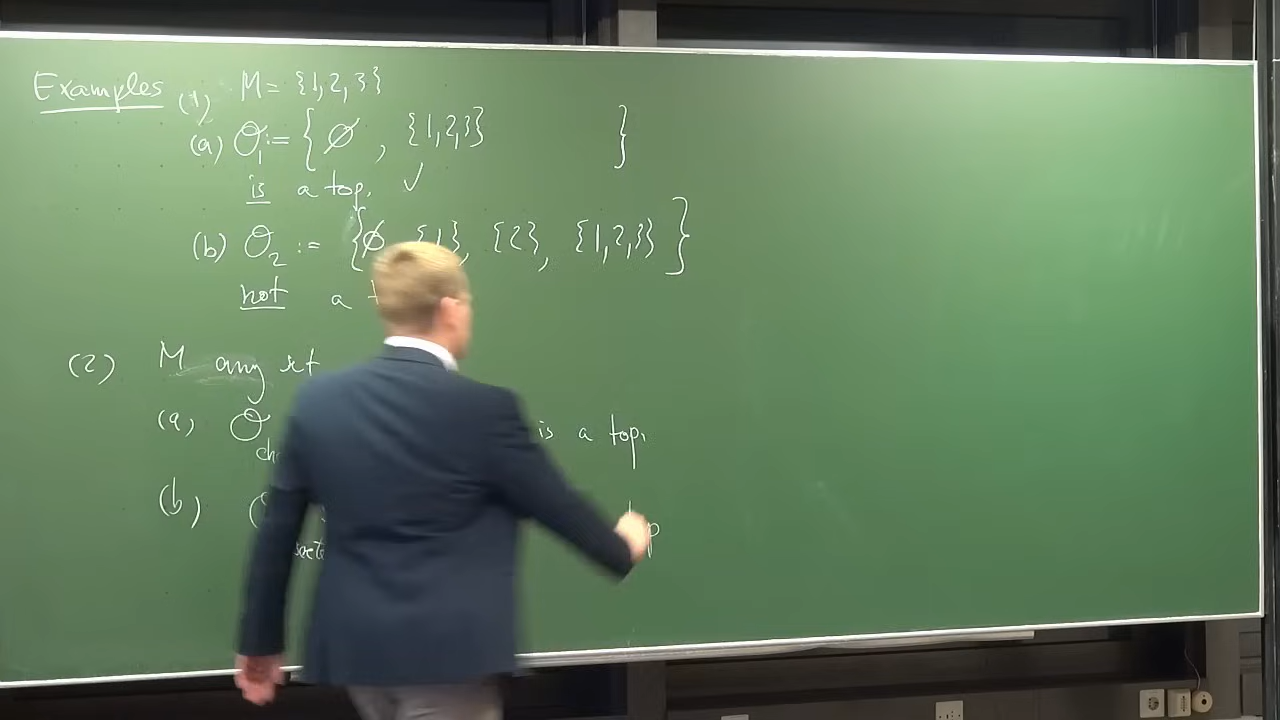 Examples (1) M = {1,2,3}
(a) O₁ := { ∅ , {1,2,3} }
is a top. ✓
(b) O₂ := {∅ {1}, {2}, {1,2,3} }
not a
(2) M any set
(a) O is a top.
(b) top